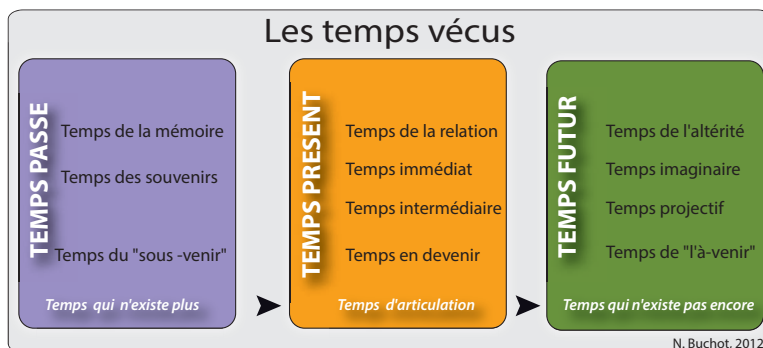 Les temps vécus
TEMPS PASSE
Temps de la mémoire
Temps des souvenirs
Temps du "sous -venir"
Temps qui n'existe plus
TEMPS PRESENT
Temps de la relation
Temps immédiat
Temps intermédiaire
Temps en devenir
Temps d'articulation
TEMPS FUTUR
Temps de l'altérité
Temps imaginaire
Temps projectif
Temps de "l'à-venir"
Temps qui n'existe pas encore
N. Buchot, 2012